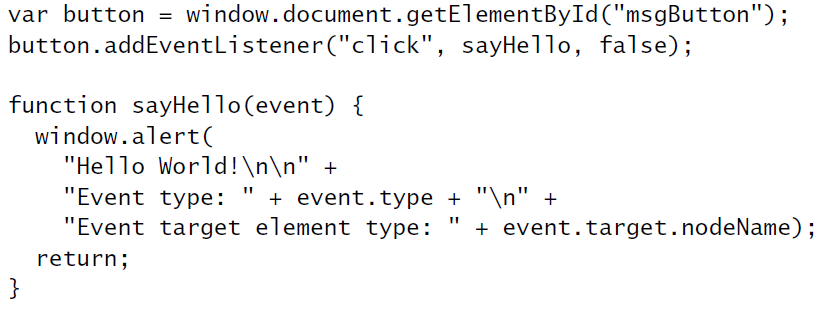 var button = window.document.getElementById("msgButton");
button.addEventListener("click", sayHello, false);

function sayHello(event) {
  window.alert(
    "Hello World!\n\n" +
    "Event type: " + event.type + "\n" +
    "Event target element type: " + event.target.nodeName);
  return;
}